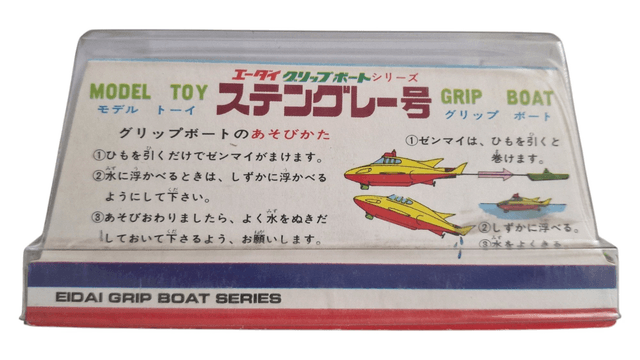 エータイ グリップボートシリーズ
MODEL TOY ステングレー号 GRIP BOAT
モデル トーイ グリップ ボート
グリップボートのあそびかた
①ひもを引くだけでゼンマイがまけます。
②水に浮かべるときは、しずかに浮かべる
ようにして下さい。
③あそびおわりましたら、よく水をぬきだ
しておいて下さるよう、お願いします。
①ゼンマイは、ひもを引くと
巻けます。
②しずかに浮べる。
③水をよくきる
EIDAI GRIP BOAT SERIES